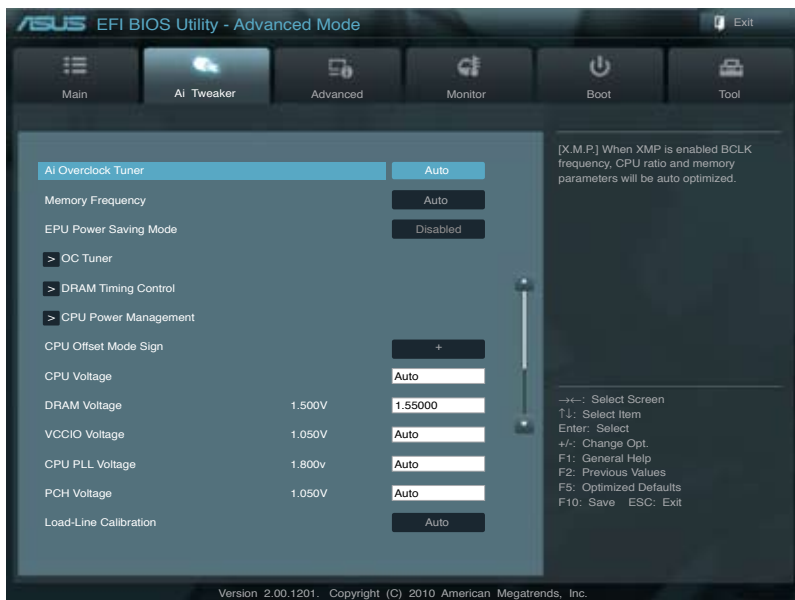 ASUS EFI BIOS Utility - Advanced Mode
Exit
Main
Ai Tweaker
Advanced
Monitor
Boot
Tool
Ai Overclock Tuner Auto
Memory Frequency Auto
EPU Power Saving Mode Disabled
> OC Tuner
> DRAM Timing Control
> CPU Power Management
CPU Offset Mode Sign +
CPU Voltage Auto
DRAM Voltage 1.500V 1.55000
VCCIO Voltage 1.050V Auto
CPU PLL Voltage 1.800v Auto
PCH Voltage 1.050V Auto
Load-Line Calibration Auto
[X.M.P.] When XMP is enabled BCLK
frequency, CPU ratio and memory
parameters will be auto optimized.
→←: Select Screen
↑↓: Select Item
Enter: Select
+/-: Change Opt.
F1: General Help
F2: Previous Values
F5: Optimized Defaults
F10: Save ESC: Exit
Version 2.00.1201. Copyright (C) 2010 American Megatrends, Inc.